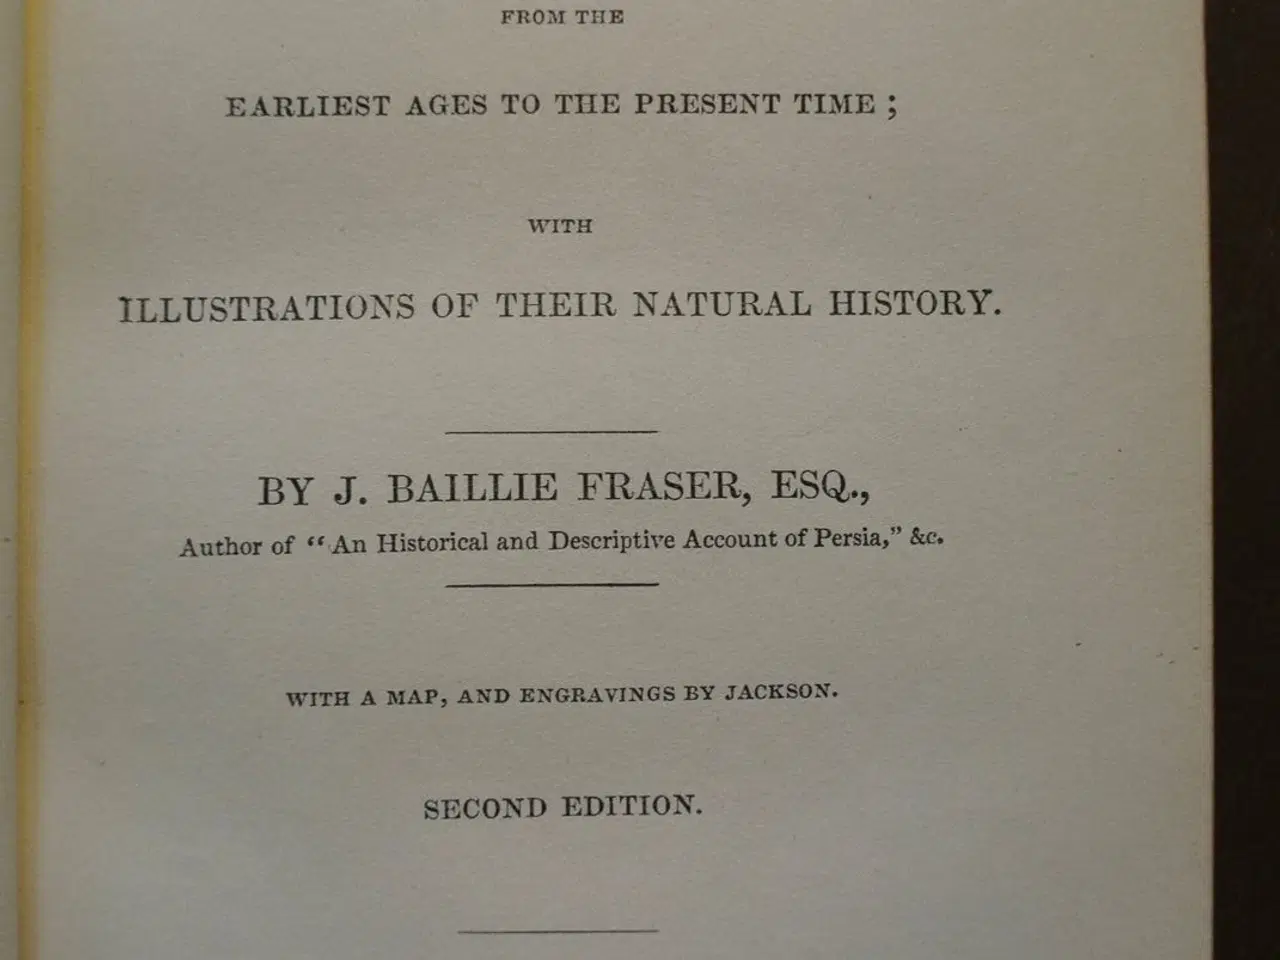 FROM THE
EARLIEST AGES TO THE PRESENT TIME;
WITH
ILLUSTRATIONS OF THEIR NATURAL HISTORY.
BY J. BAILLIE FRASER, ESQ.,
Author of "An Historical and Descriptive Account of Persia," &c.
WITH A MAP, AND ENGRAVINGS BY JACKSON.
SECOND EDITION.